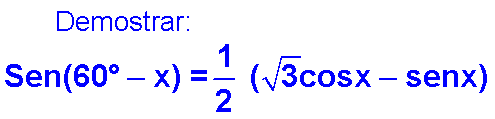 Demostrar:
Sen(60° – x) = 1/2 (√3cosx – senx)